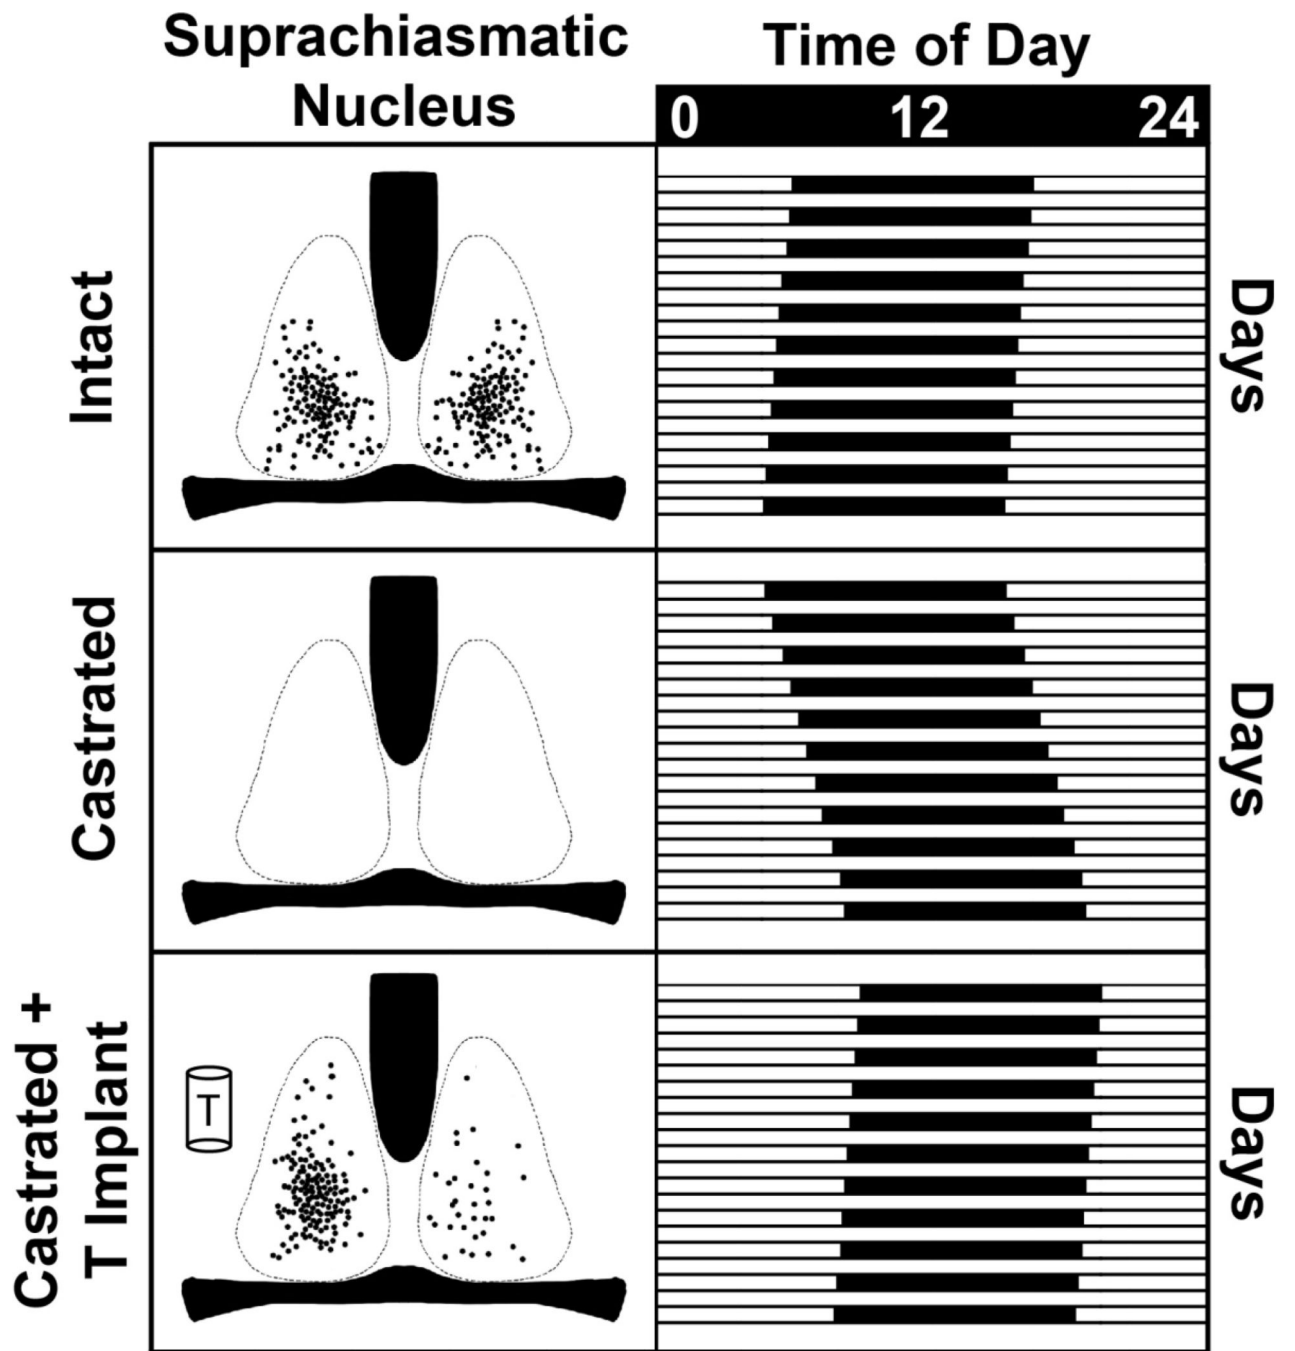 Suprachiasmatic
Nucleus
Time of Day
0 12 24
Intact
Days
Castrated
Days
Castrated +
T Implant
T
Days